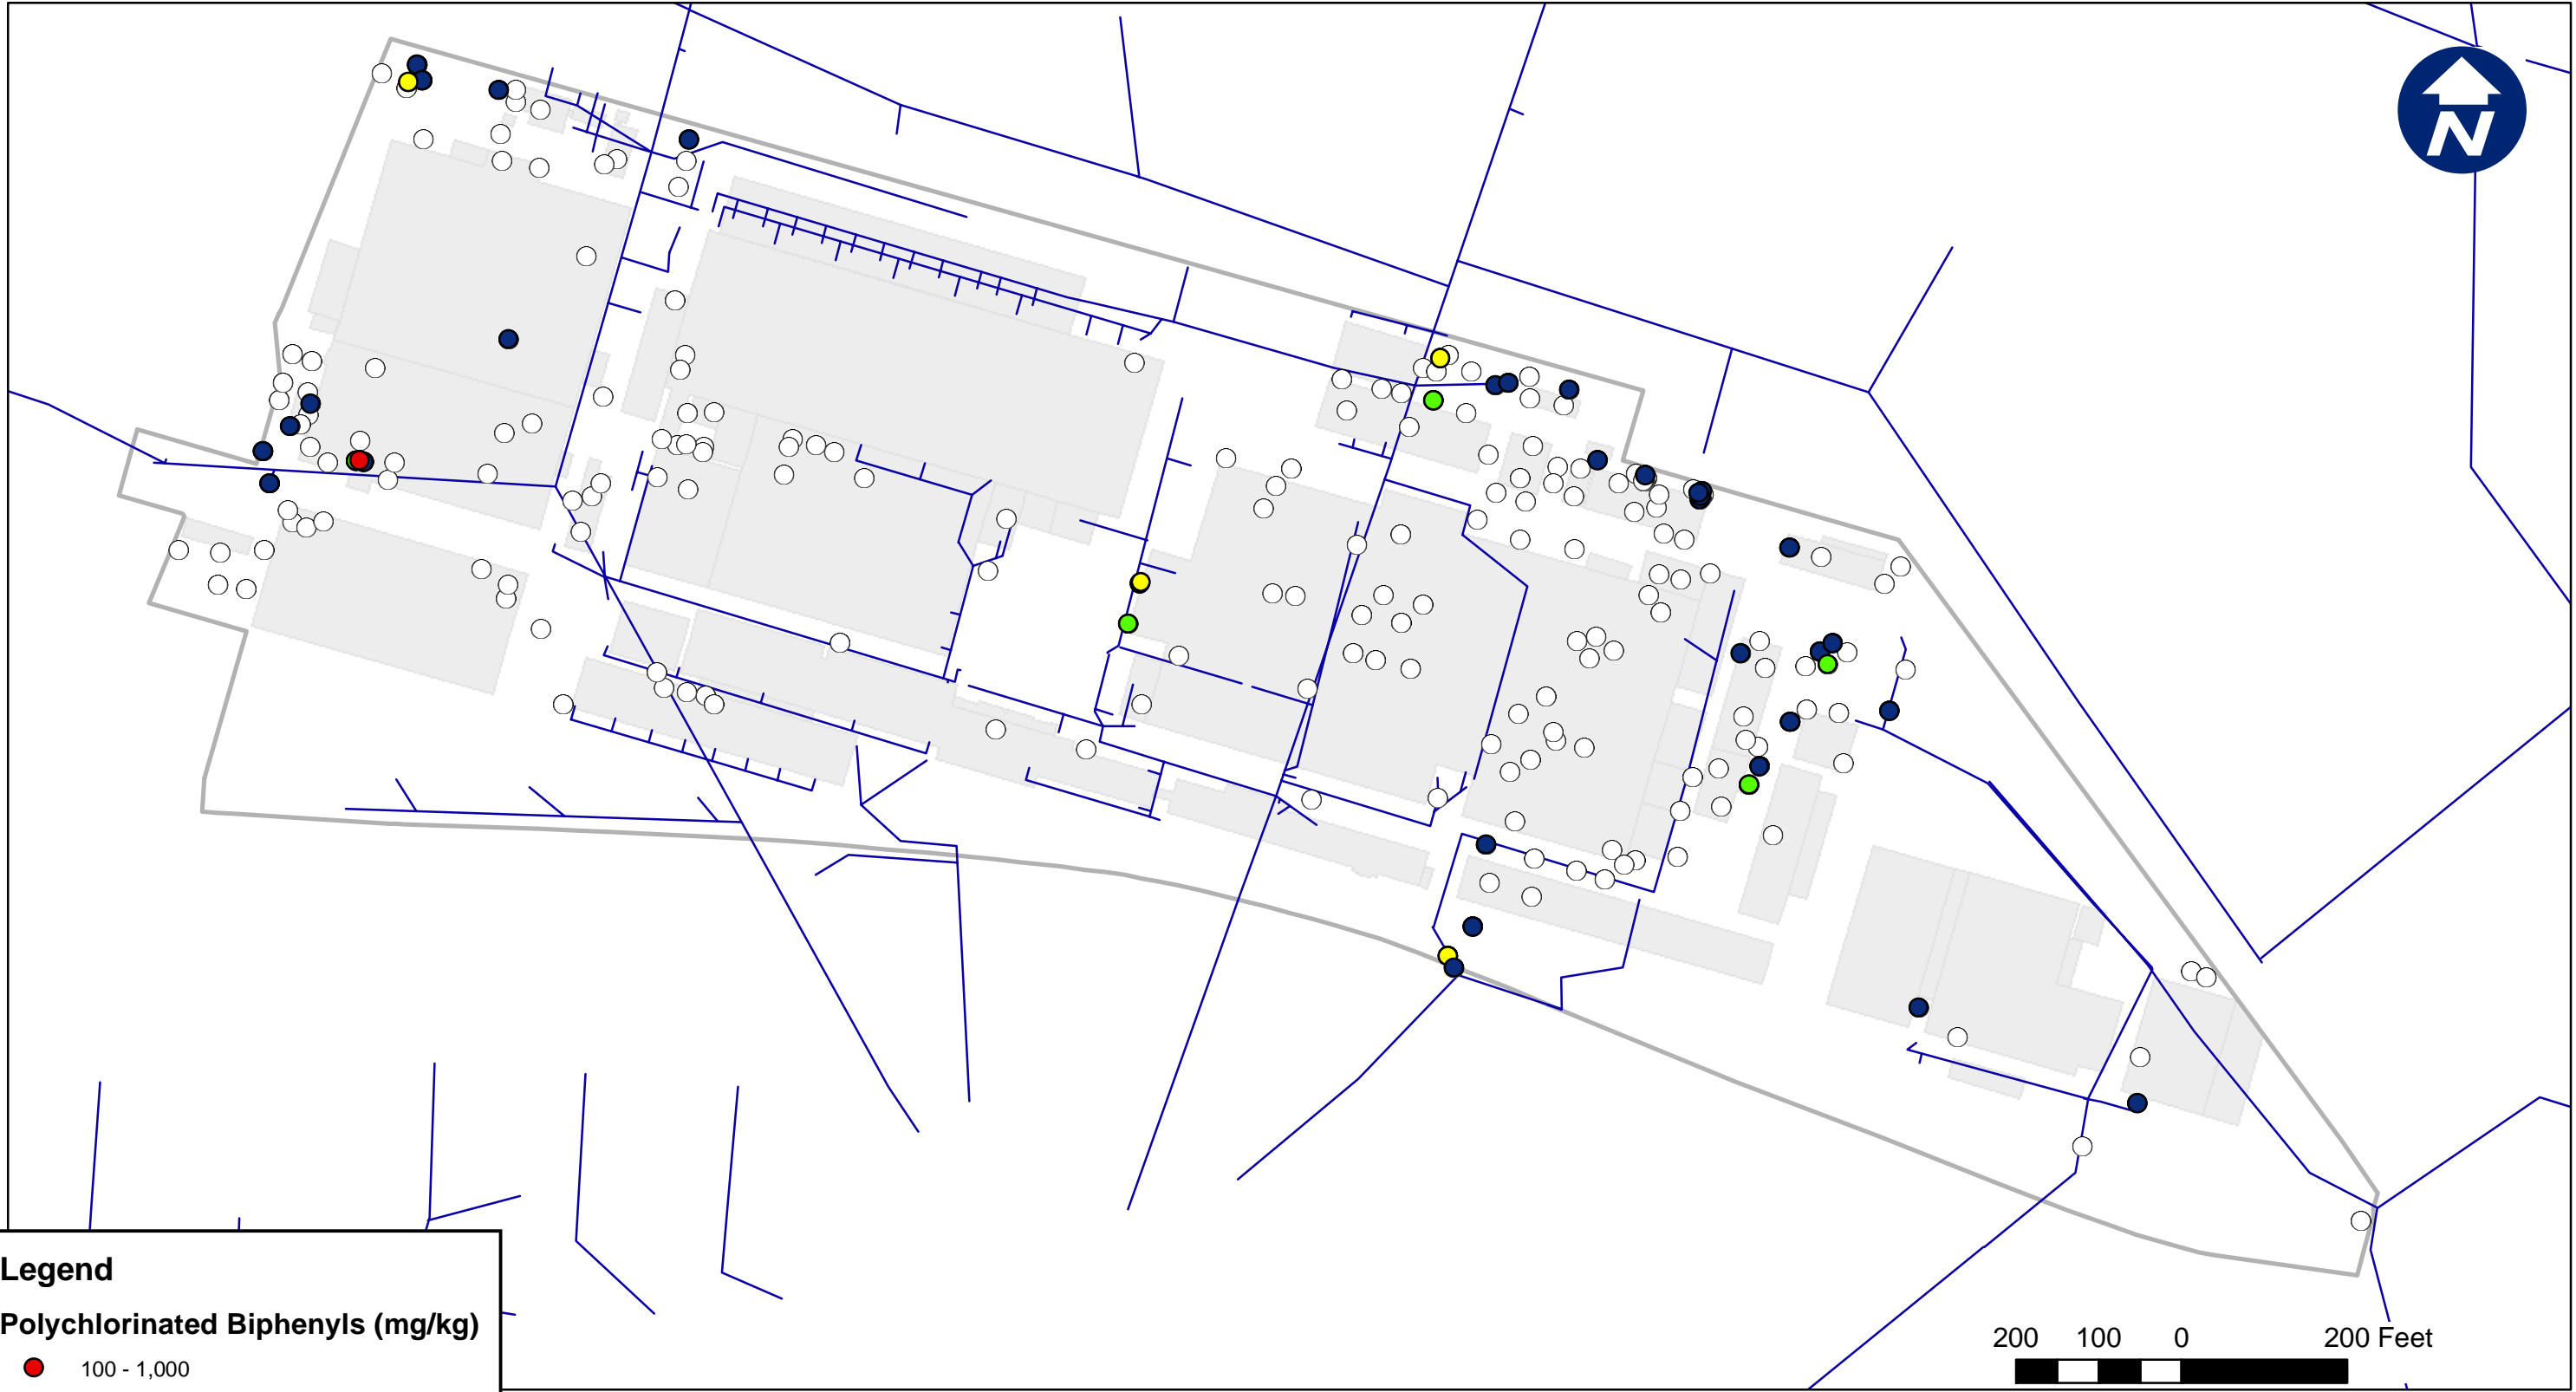 N
Legend
Polychlorinated Biphenyls (mg/kg)
100 - 1,000
200 100 0 200 Feet